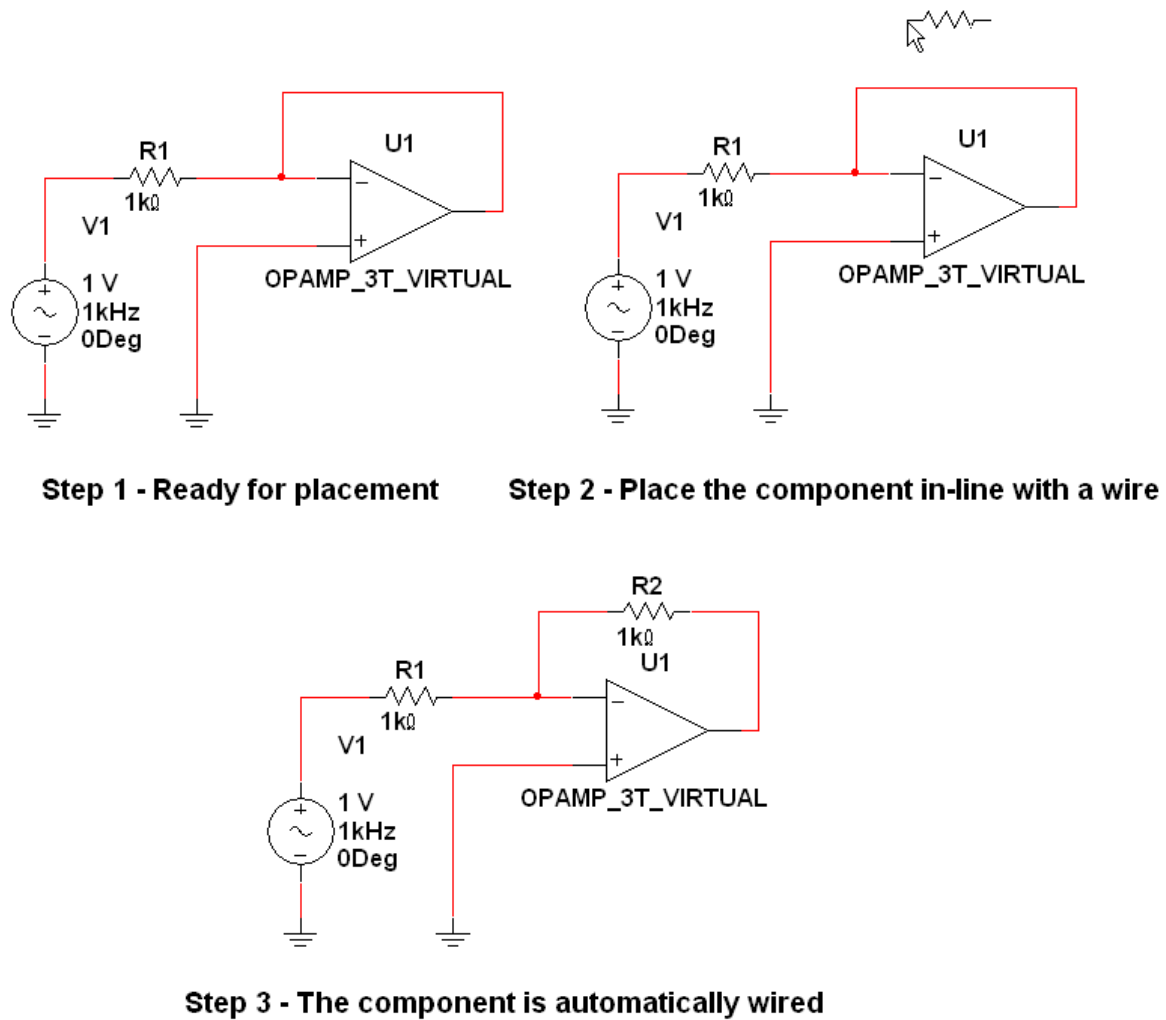 U1
R1
1kΩ
V1
1 V
1kHz
0Deg
OPAMP_3T_VIRTUAL
Step 1 - Ready for placement
U1
R1
1kΩ
V1
1 V
1kHz
0Deg
OPAMP_3T_VIRTUAL
Step 2 - Place the component in-line with a wire
R2
1kΩ
U1
R1
1kΩ
V1
1 V
1kHz
0Deg
OPAMP_3T_VIRTUAL
Step 3 - The component is automatically wired